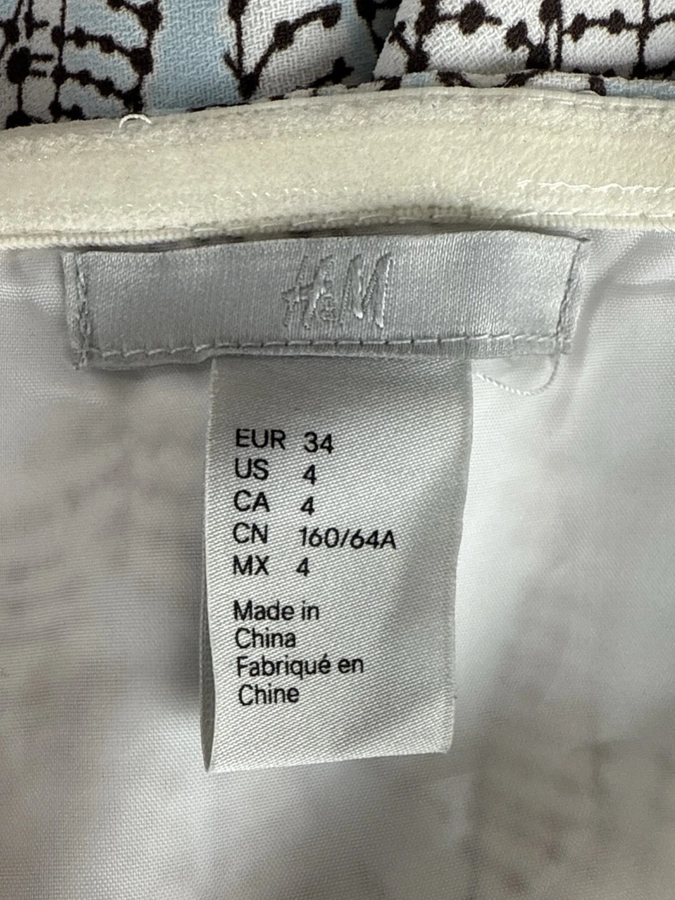 H&M
EUR 34
US 4
CA 4
CN 160/64A
MX 4
Made in
China
Fabriqué en
Chine